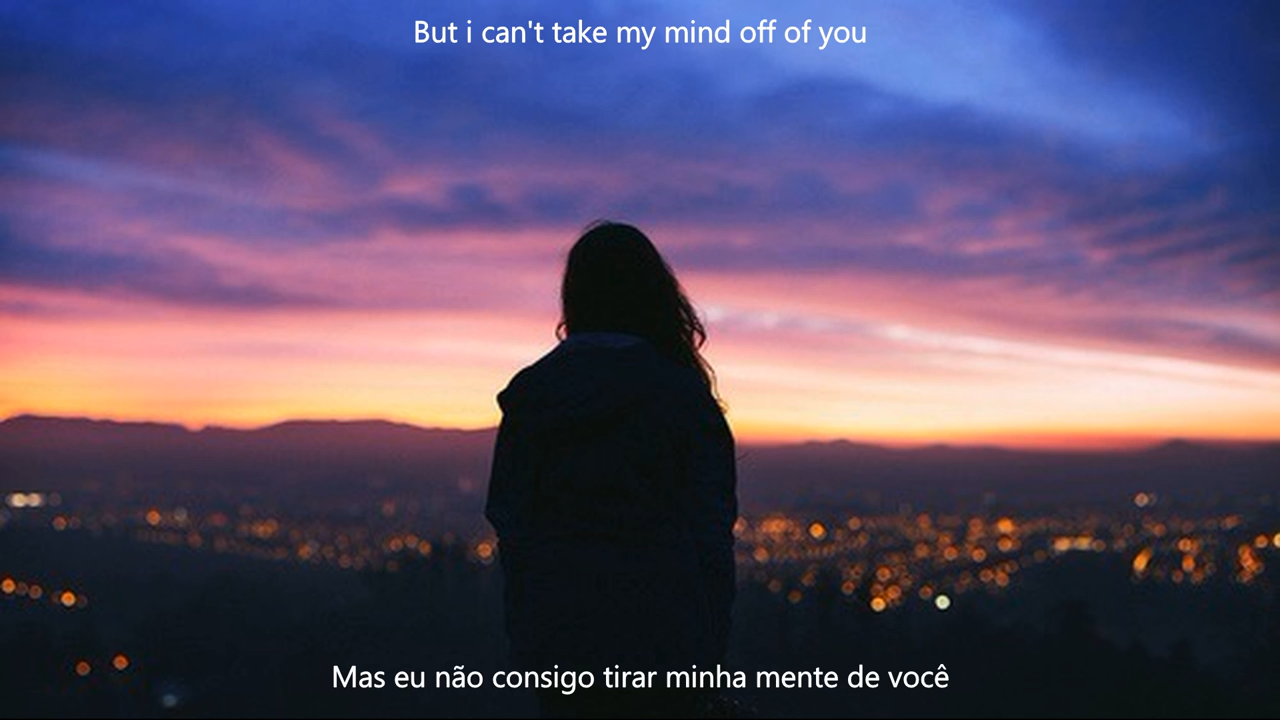 But i can't take my mind off of you
Mas eu não consigo tirar minha mente de você